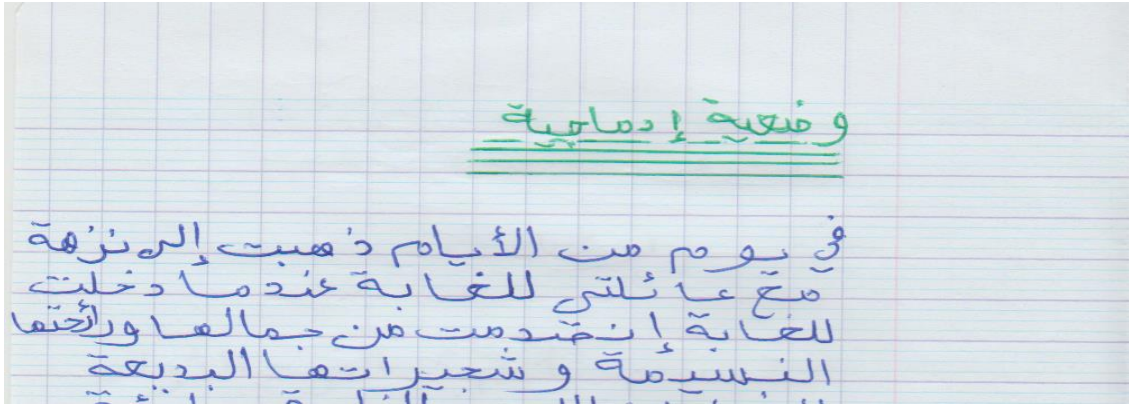 وضعية إدماجية
في يوم من الأيام ذهبت إلى نزهة
مع عائلتي للغابة عندما دخلت
للغابة إنصدمت من جمالها ورائحتها
النسيمة وشجيراتها البديعة